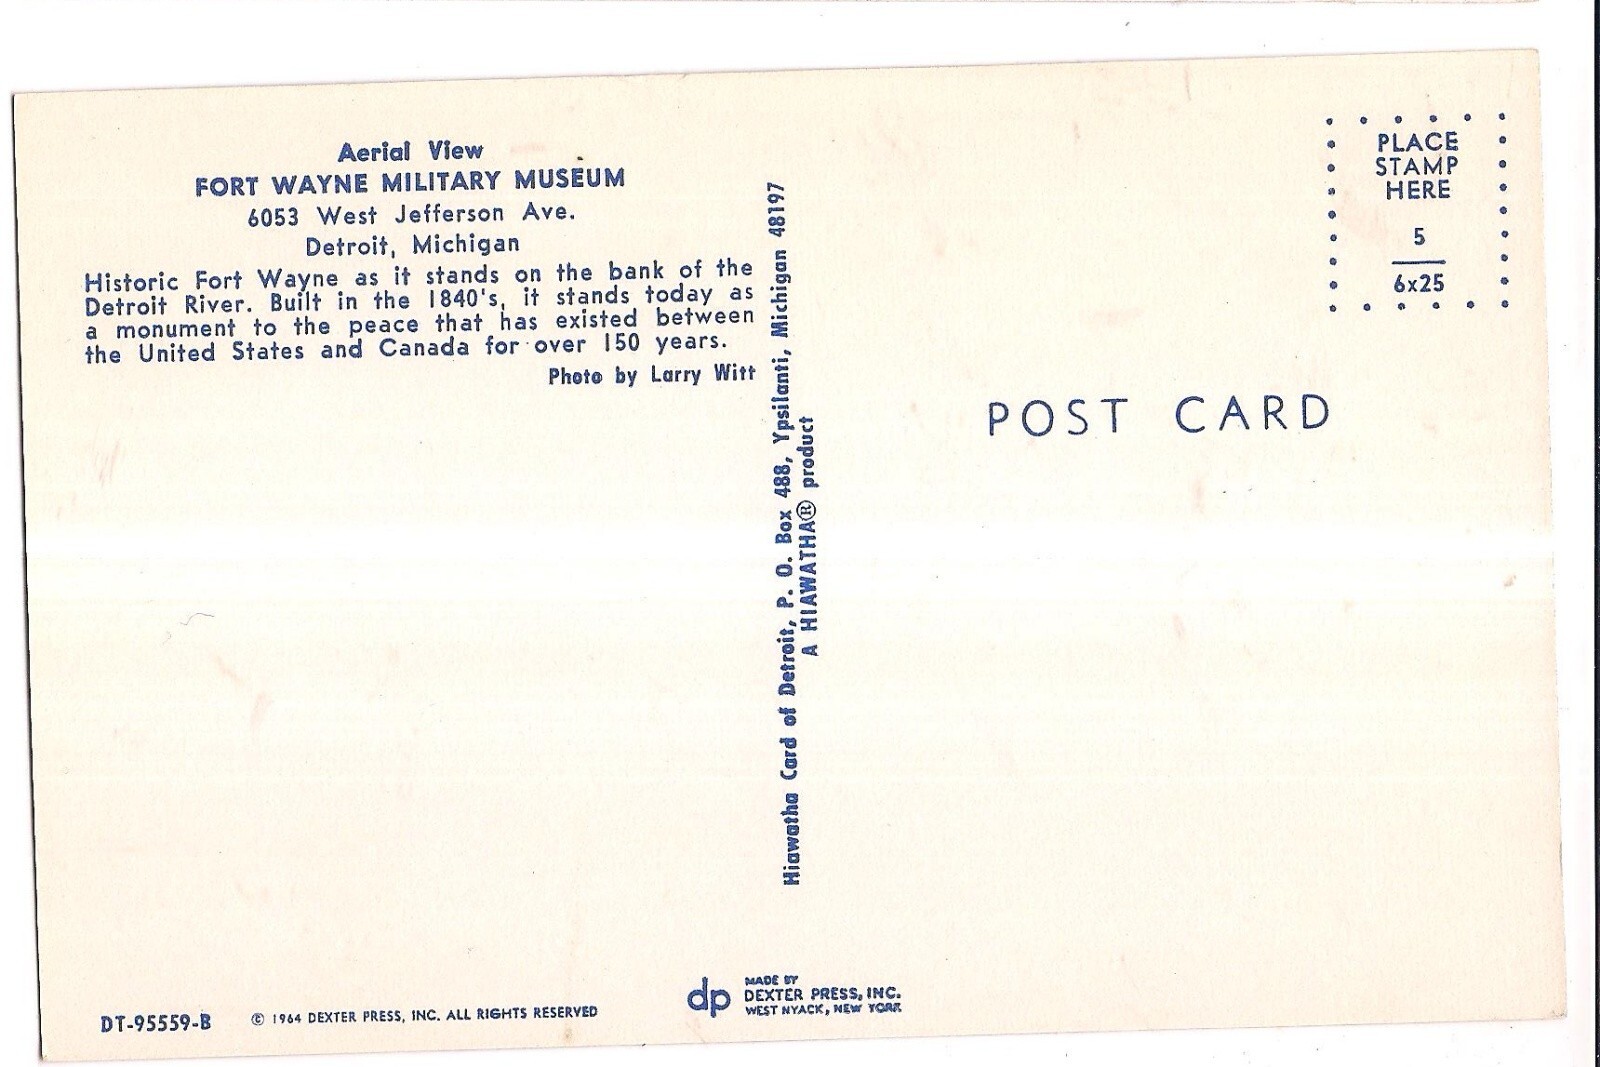 Aerial View
FORT WAYNE MILITARY MUSEUM
6053 West Jefferson Ave.
Detroit, Michigan
Historic Fort Wayne as it stands on the bank of the
Detroit River. Built in the 1840's, it stands today as
a monument to the peace that has existed between
the United States and Canada for over 150 years.
Photo by Larry Witt
Hiawatha Card of Detroit, P. O. Box 488, Ypsilanti, Michigan 48197
A HIAWATHA® product
PLACE
STAMP
HERE
5
6x25
POST CARD
DT-95559-B
© 1964 DEXTER PRESS, INC. ALL RIGHTS RESERVED
dp
MADE BY
DEXTER PRESS, INC.
WEST NYACK, NEW YORK